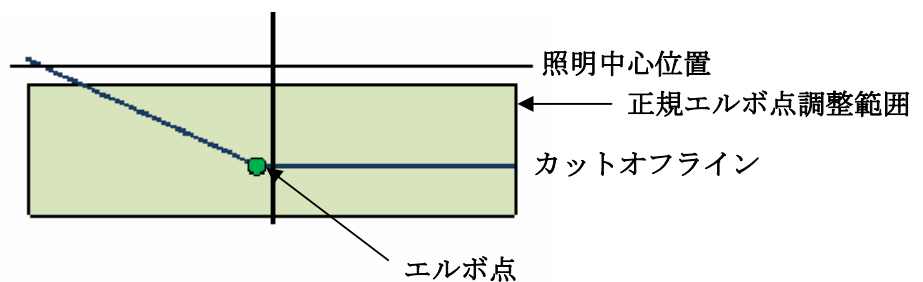 照明中心位置
正規エルボ点調整範囲
カットオフライン
エルボ点